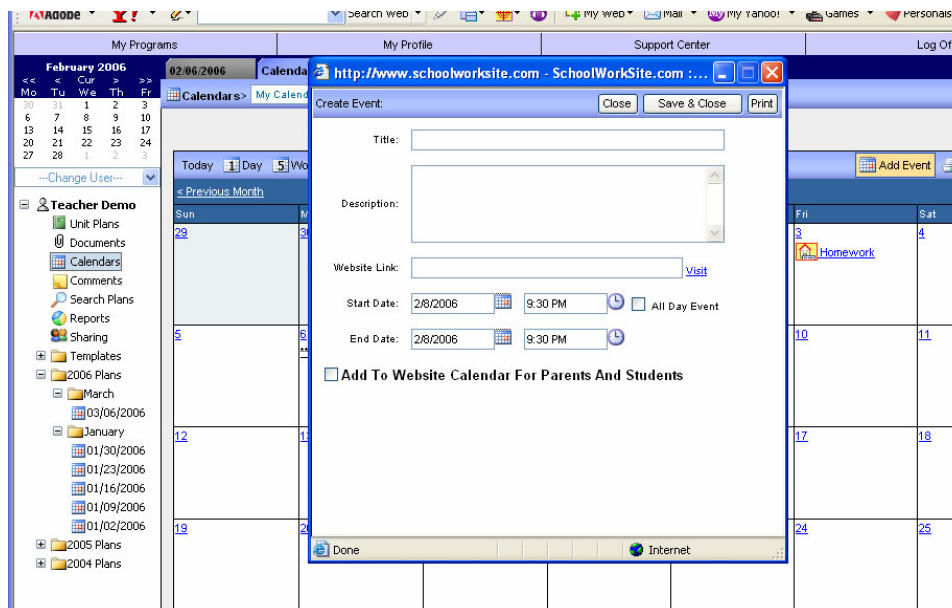 Adobe Y! Search Web My Web Mail My Yahoo! Games Personals
My Programs My Profile Support Center Log Of
February 2006
<< < Cur > >>
Mo Tu We Th Fr
30 31 1 2 3
6 7 8 9 10
13 14 15 16 17
20 21 22 23 24
27 28 1 2 3
---Change User---
Teacher Demo
Unit Plans
Documents
Calendars
Comments
Search Plans
Reports
Sharing
Templates
2006 Plans
March
03/06/2006
January
01/30/2006
01/23/2006
01/16/2006
01/09/2006
01/02/2006
2005 Plans
2004 Plans
02/06/2006 Calenda
Calendars> My Calend
Today 1 Day 5 Wo Add Event
< Previous Month
Sun M Fri Sat
29 3 3 4
Homework
5 6 10 11
**
12 1 17 18
19 2 24 25
http://www.schoolworksite.com - SchoolWorkSite.com :...
Create Event: Close Save & Close Print
Title:
Description:
Website Link: Visit
Start Date: 2/8/2006 9:30 PM All Day Event
End Date: 2/8/2006 9:30 PM
Add To Website Calendar For Parents And Students
Done Internet